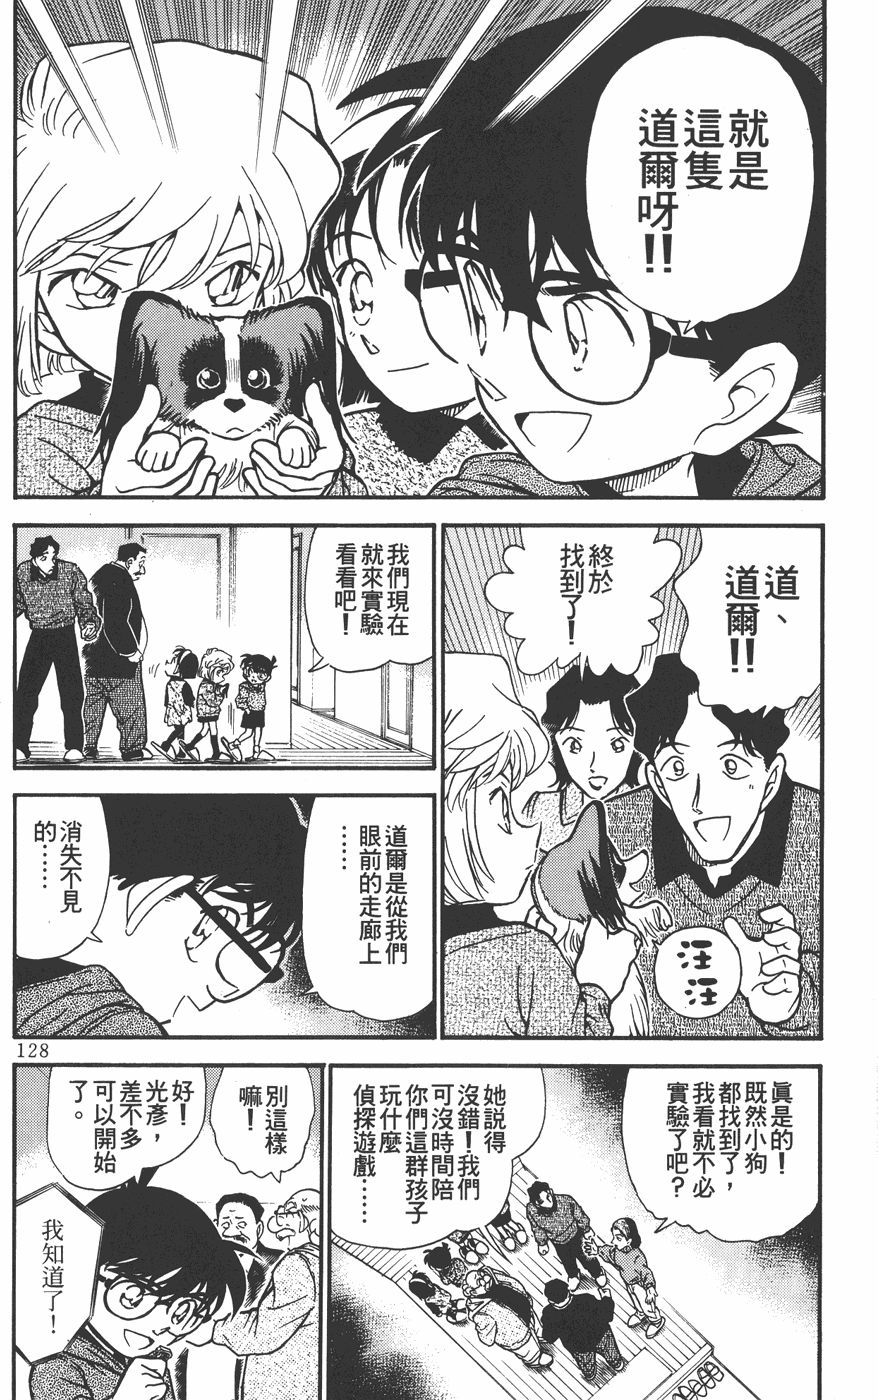 就是
這隻
道爾呀!!
道、
道爾!!
終於
找到了!
汪
汪
我們現在
就來實驗
看看吧!
道爾是從我們
眼前的走廊上
……
消失不見
的……
128
眞是的!
既然小狗
都找到了,
我看就不必
實驗了吧?
她説得
沒錯!我們
可沒時間陪
你們這群孩子
玩什麼
偵探遊戲……
別這樣
嘛!
好!
光彥,
差不多
可以開始
了。
我知道了!